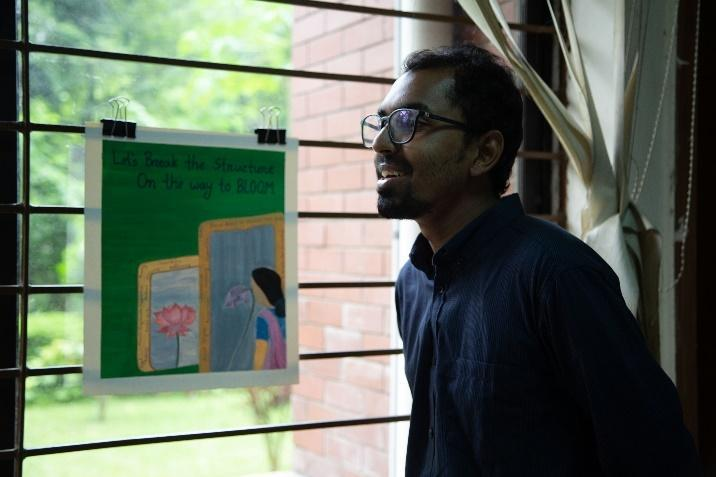 Let's Break the Structure
On the way to BLOOM